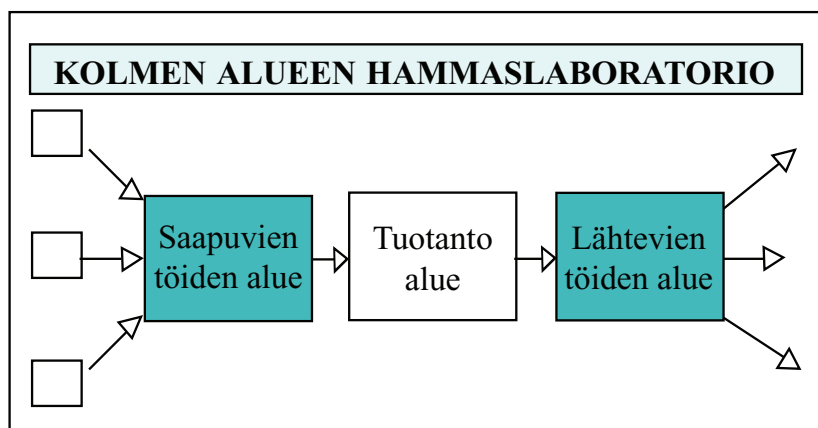 KOLMEN ALUEEN HAMMASLABORATORIO
Saapuvien
töiden alue
Tuotanto
alue
Lähtevien
töiden alue